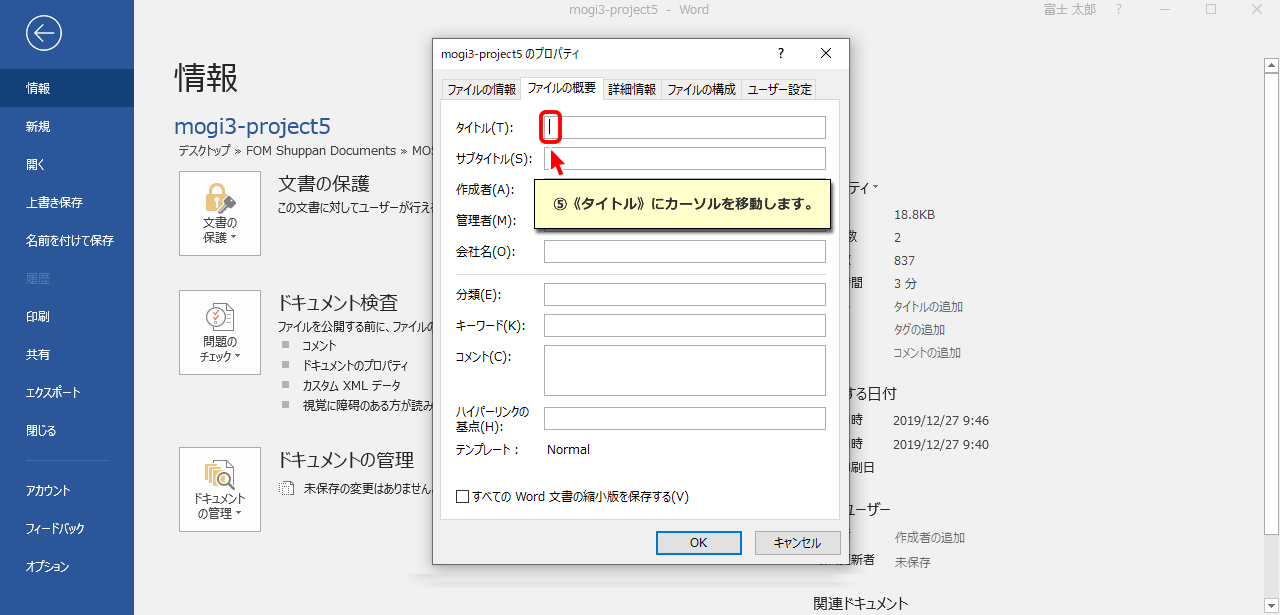 mogi3-project5 - Word
富士 太郎
?
情報
新規
開く
上書き保存
名前を付けて保存
履歴
印刷
共有
エクスポート
閉じる
アカウント
フィードバック
オプション
情報
mogi3-project5
デスクトップ » FOM Shuppan Documents » MOS
文書の
保護
文書の保護
この文書に対してユーザーが行え
問題の
チェック
ドキュメント検査
ファイルを公開する前に、ファイルの
コメント
ドキュメントのプロパティ
カスタム XML データ
視覚に障碍のある方が読み
ドキュメント
の管理
ドキュメントの管理
未保存の変更はありません。
mogi3-project5 のプロパティ
?
ファイルの情報
ファイルの概要
詳細情報
ファイルの構成
ユーザー設定
タイトル(T):
サブタイトル(S):
作成者(A):
管理者(M):
会社名(O):
⑤《タイトル》にカーソルを移動します。
分類(E):
キーワード(K):
コメント(C):
ハイパーリンクの
基点(H):
テンプレート: Normal
すべての Word 文書の縮小版を保存する(V)
OK
キャンセル
ティ
18.8KB
数 2
837
時間 3 分
タイトルの追加
タグの追加
コメントの追加
する日付
時 2019/12/27 9:46
時 2019/12/27 9:40
刷日
ユーザー
作成者の追加
新者 未保存
関連ドキュメント